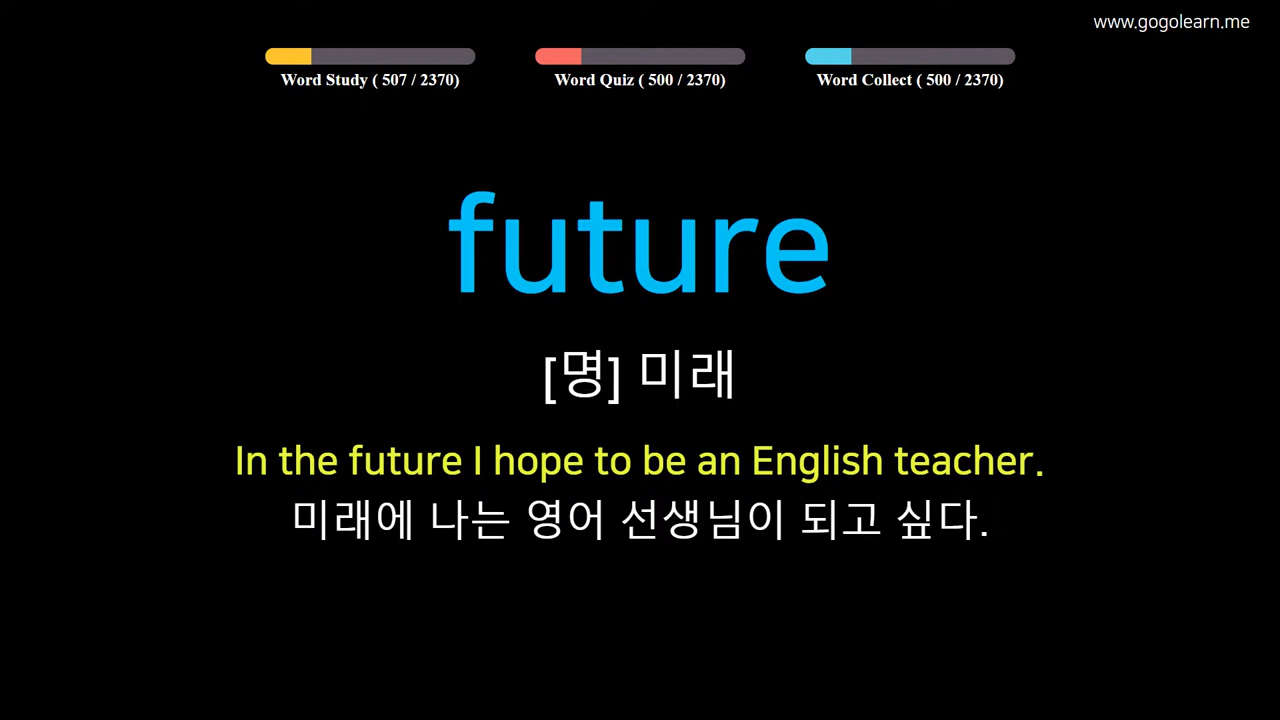 www.gogolearn.me
Word Study ( 507 / 2370)
Word Quiz ( 500 / 2370)
Word Collect ( 500 / 2370)
future
[명] 미래
In the future I hope to be an English teacher.
미래에 나는 영어 선생님이 되고 싶다.